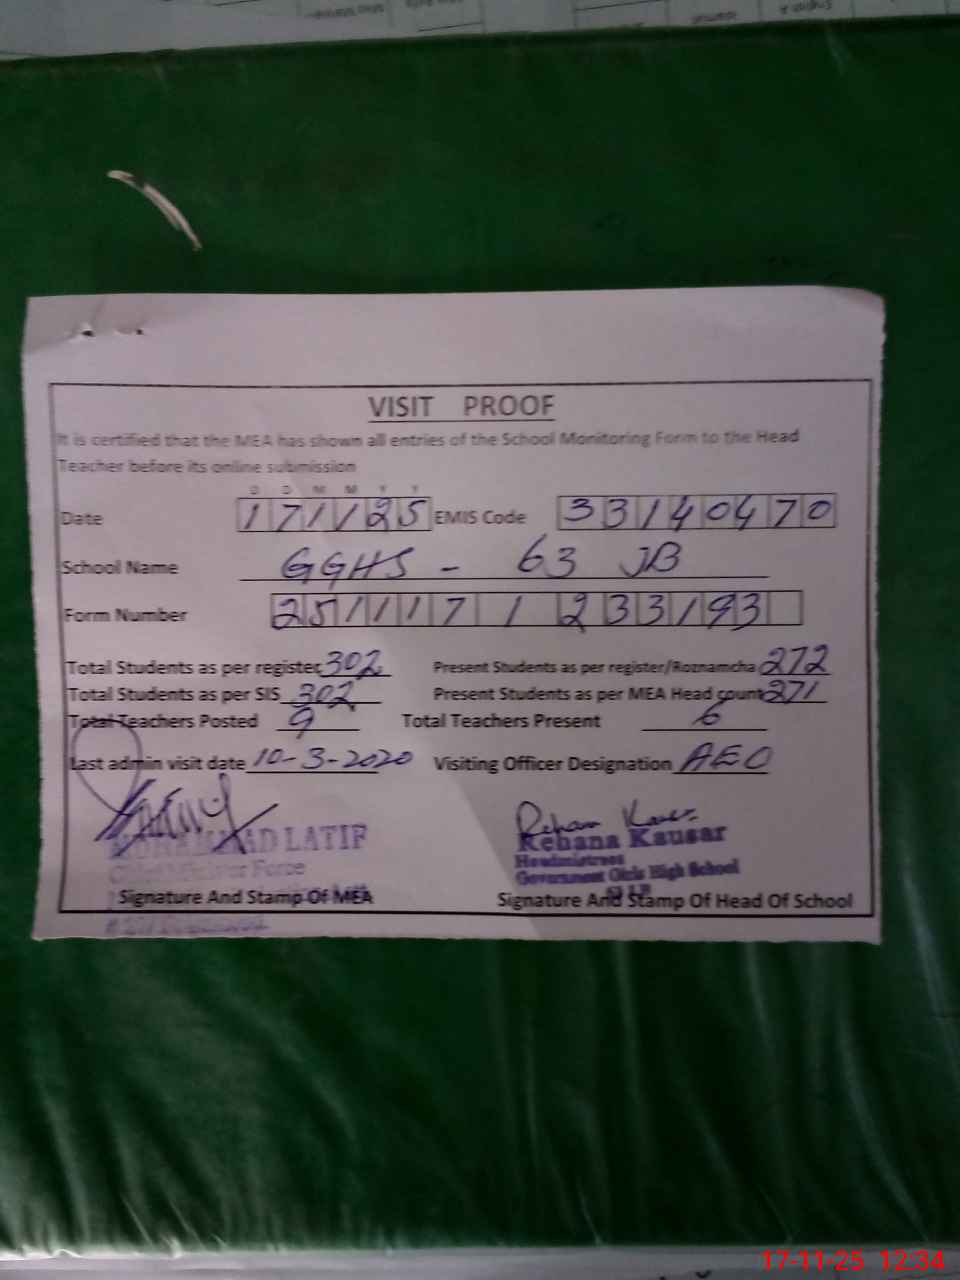 VISIT PROOF
It is certified that the MEA has shown all entries of the School Monitoring Form to the Head
Teacher before its online submission
D D M M Y Y
Date 171125 EMIS Code 33140470
School Name GGHS - 63 JB
Form Number 251117 1 233193
Total Students as per register 302 Present Students as per register/Roznamcha 272
Total Students as per SIS 302 Present Students as per MEA Head count 271
Total Teachers Posted 9 Total Teachers Present 6
Last admin visit date 10-3-2020 Visiting Officer Designation AEO
Rehana Kausar
MUHAMMAD LATIF Rehana Kausar
Headmistress
Government Girls High School
Signature And Stamp Of MEA Signature And Stamp Of Head Of School
17-11-25 12:34